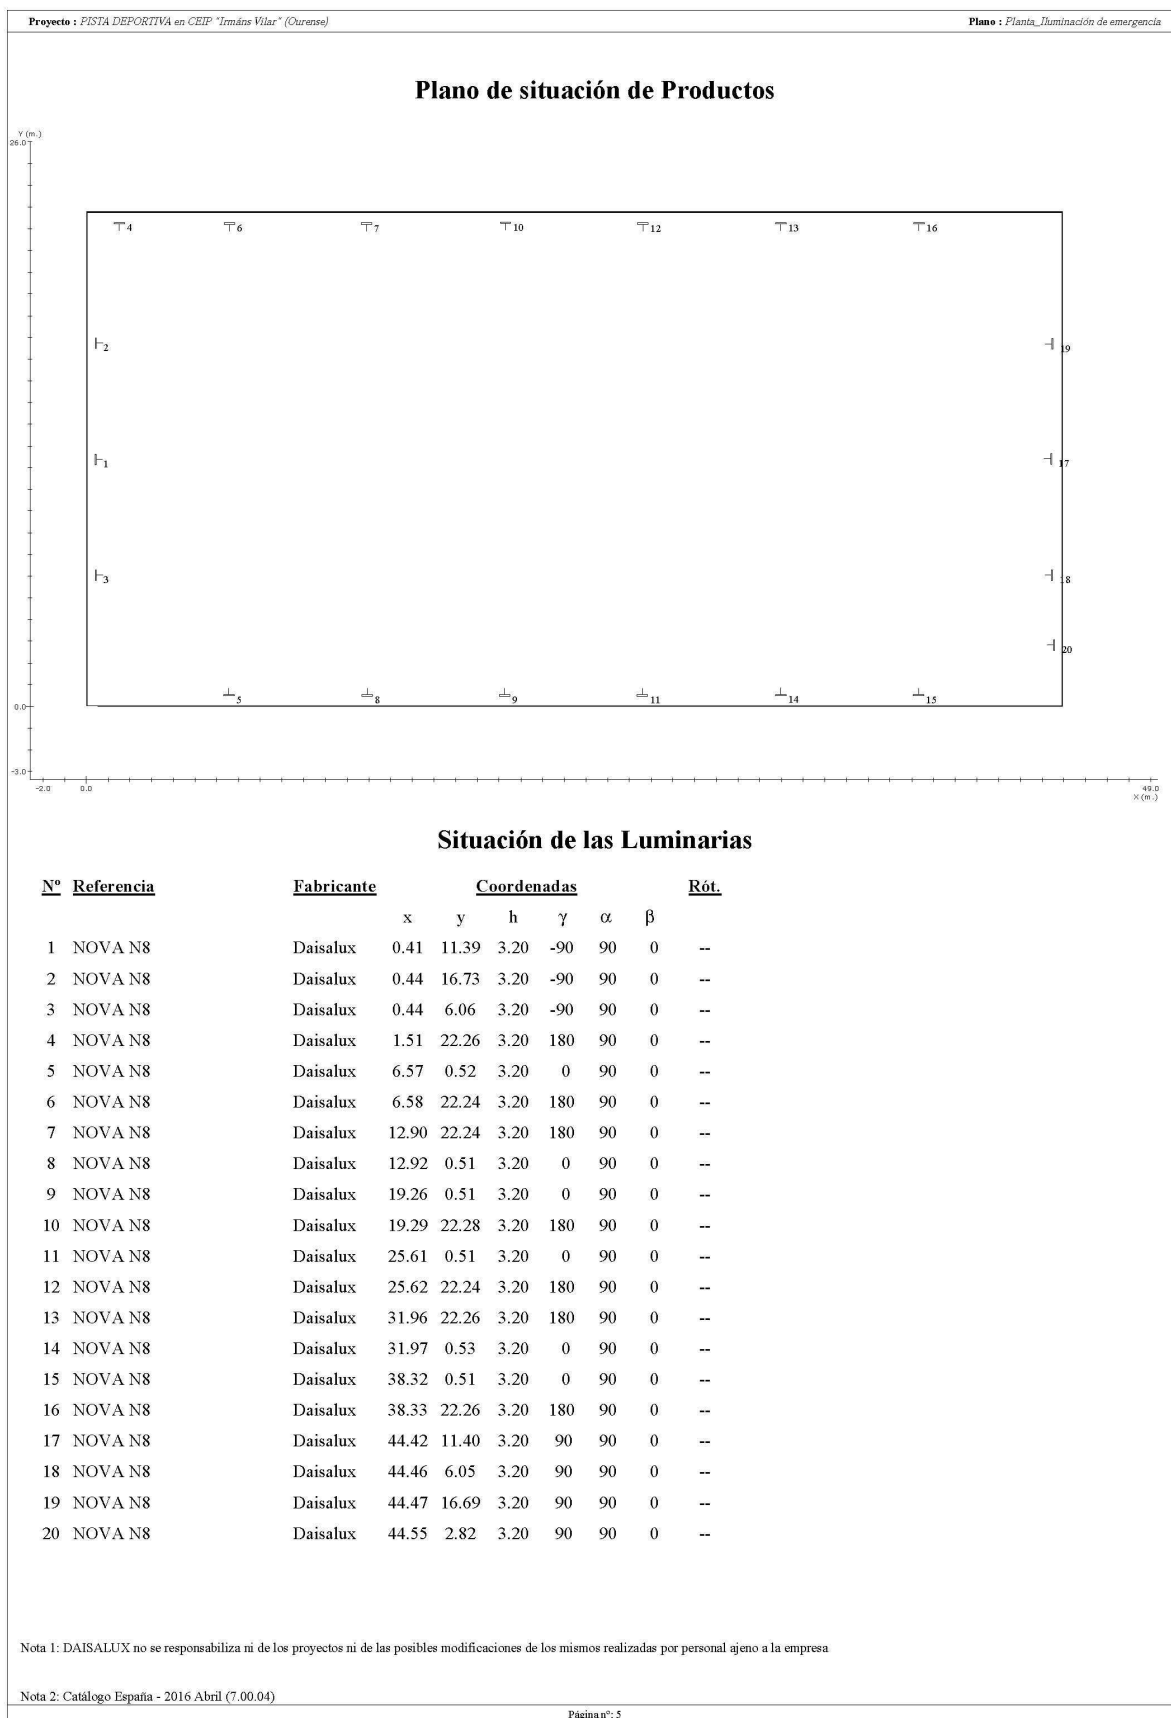 Proyecto : PISTA DEPORTIVA en CEIP "Irmáns Vilar" (Ourense) Plano : Planta_Iluminación de emergencia
Plano de situación de Productos
Y (m.)
26.0
4 6 7 10 12 13 16
2 19
1 17
3 18
20
5 8 9 11 14 15
0.0
-3.0
-2.0 0.0 49.0
X (m.)
Situación de las Luminarias
Nº Referencia Fabricante Coordenadas Rót.
x y h γ α β
1 NOVA N8 Daisalux 0.41 11.39 3.20 -90 90 0 --
2 NOVA N8 Daisalux 0.44 16.73 3.20 -90 90 0 --
3 NOVA N8 Daisalux 0.44 6.06 3.20 -90 90 0 --
4 NOVA N8 Daisalux 1.51 22.26 3.20 180 90 0 --
5 NOVA N8 Daisalux 6.57 0.52 3.20 0 90 0 --
6 NOVA N8 Daisalux 6.58 22.24 3.20 180 90 0 --
7 NOVA N8 Daisalux 12.90 22.24 3.20 180 90 0 --
8 NOVA N8 Daisalux 12.92 0.51 3.20 0 90 0 --
9 NOVA N8 Daisalux 19.26 0.51 3.20 0 90 0 --
10 NOVA N8 Daisalux 19.29 22.28 3.20 180 90 0 --
11 NOVA N8 Daisalux 25.61 0.51 3.20 0 90 0 --
12 NOVA N8 Daisalux 25.62 22.24 3.20 180 90 0 --
13 NOVA N8 Daisalux 31.96 22.26 3.20 180 90 0 --
14 NOVA N8 Daisalux 31.97 0.53 3.20 0 90 0 --
15 NOVA N8 Daisalux 38.32 0.51 3.20 0 90 0 --
16 NOVA N8 Daisalux 38.33 22.26 3.20 180 90 0 --
17 NOVA N8 Daisalux 44.42 11.40 3.20 90 90 0 --
18 NOVA N8 Daisalux 44.46 6.05 3.20 90 90 0 --
19 NOVA N8 Daisalux 44.47 16.69 3.20 90 90 0 --
20 NOVA N8 Daisalux 44.55 2.82 3.20 90 90 0 --
Nota 1: DAISALUX no se responsabiliza ni de los proyectos ni de las posibles modificaciones de los mismos realizadas por personal ajeno a la empresa
Nota 2: Catálogo España - 2016 Abril (7.00.04)
Página nº: 5